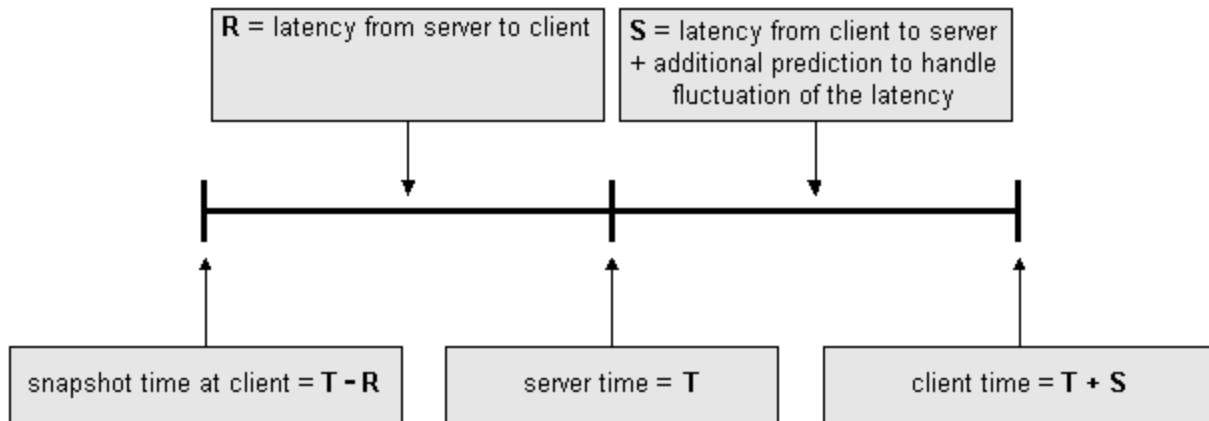 R = latency from server to client
S = latency from client to server
+ additional prediction to handle
fluctuation of the latency
snapshot time at client = T - R
server time = T
client time = T + S